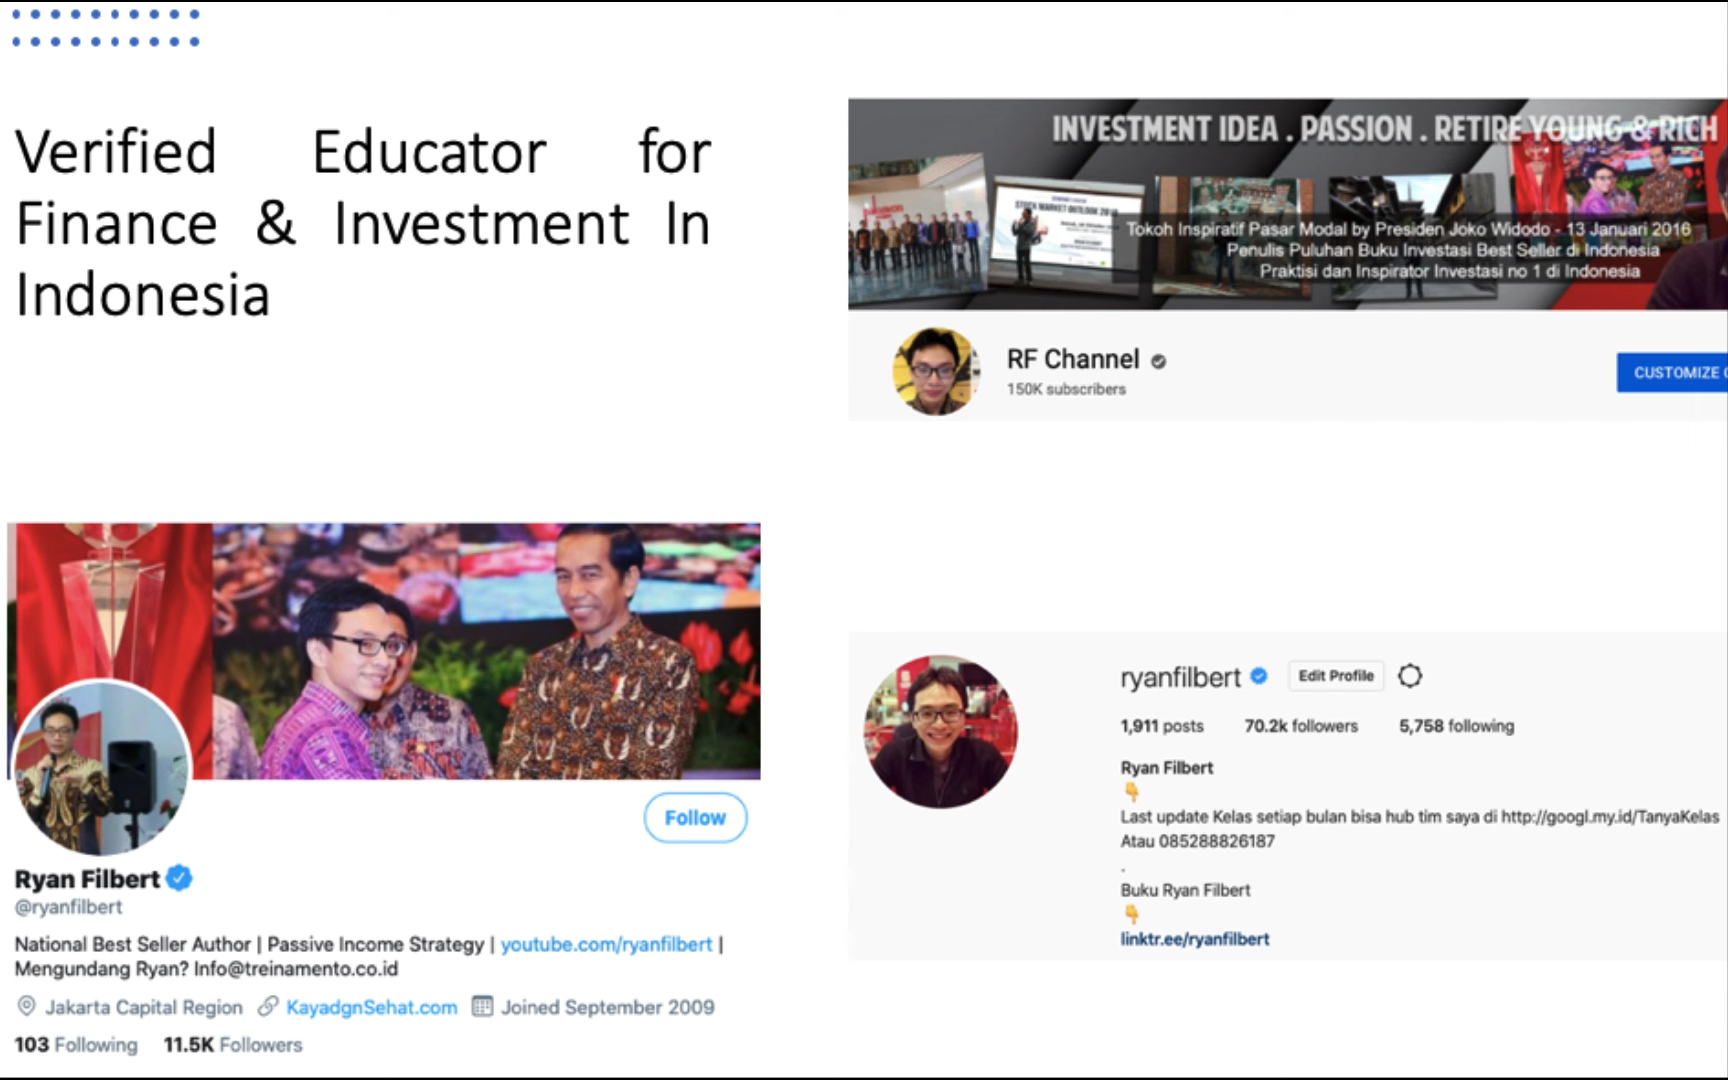 Verified Educator for
Finance & Investment In
Indonesia
INVESTMENT IDEA . PASSION . RETIRE YOUNG & RICH
STOCK MARKET OUTLOOK
Tokoh Inspiratif Pasar Modal by Presiden Joko Widodo - 13 Januari 2016
Penulis Puluhan Buku Investasi Best Seller di Indonesia
Praktisi dan Inspirator Investasi no 1 di Indonesia
RF Channel
150K subscribers
CUSTOMIZE C
Follow
Ryan Filbert
@ryanfilbert
National Best Seller Author | Passive Income Strategy | youtube.com/ryanfilbert |
Mengundang Ryan? Info@treinamento.co.id
Jakarta Capital Region KayadgnSehat.com Joined September 2009
103 Following 11.5K Followers
ryanfilbert Edit Profile
1,911 posts 70.2k followers 5,758 following
Ryan Filbert
👇
Last update Kelas setiap bulan bisa hub tim saya di http://googl.my.id/TanyaKelas
Atau 085288826187
.
Buku Ryan Filbert
👇
linktr.ee/ryanfilbert